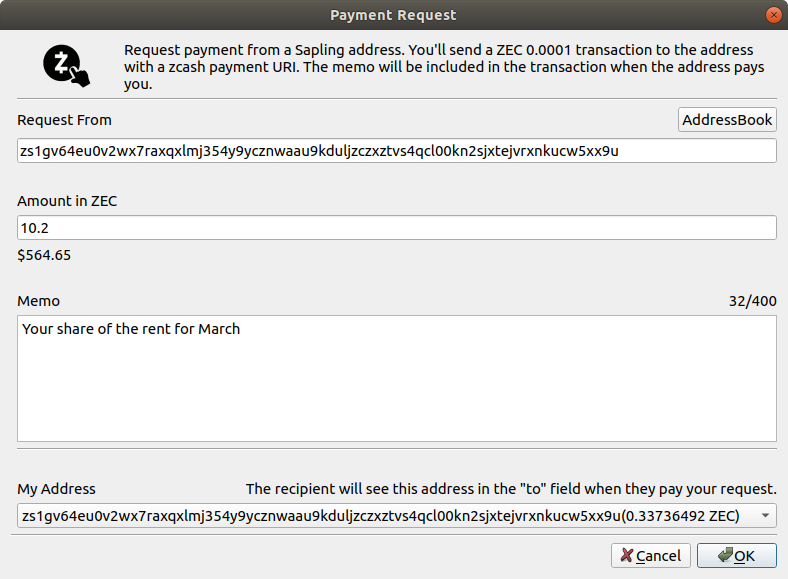 Payment Request
Request payment from a Sapling address. You'll send a ZEC 0.0001 transaction to the address
with a zcash payment URI. The memo will be included in the transaction when the address pays
you.
Request From
AddressBook
zs1gv64eu0v2wx7raxqxlmj354y9ycznwaau9kduljzczxztvs4qcl00kn2sjxtejvrxnkucw5xx9u
Amount in ZEC
10.2
$564.65
Memo
32/400
Your share of the rent for March
My Address
The recipient will see this address in the "to" field when they pay your request.
zs1gv64eu0v2wx7raxqxlmj354y9ycznwaau9kduljzczxztvs4qcl00kn2sjxtejvrxnkucw5xx9u(0.33736492 ZEC)
Cancel
OK